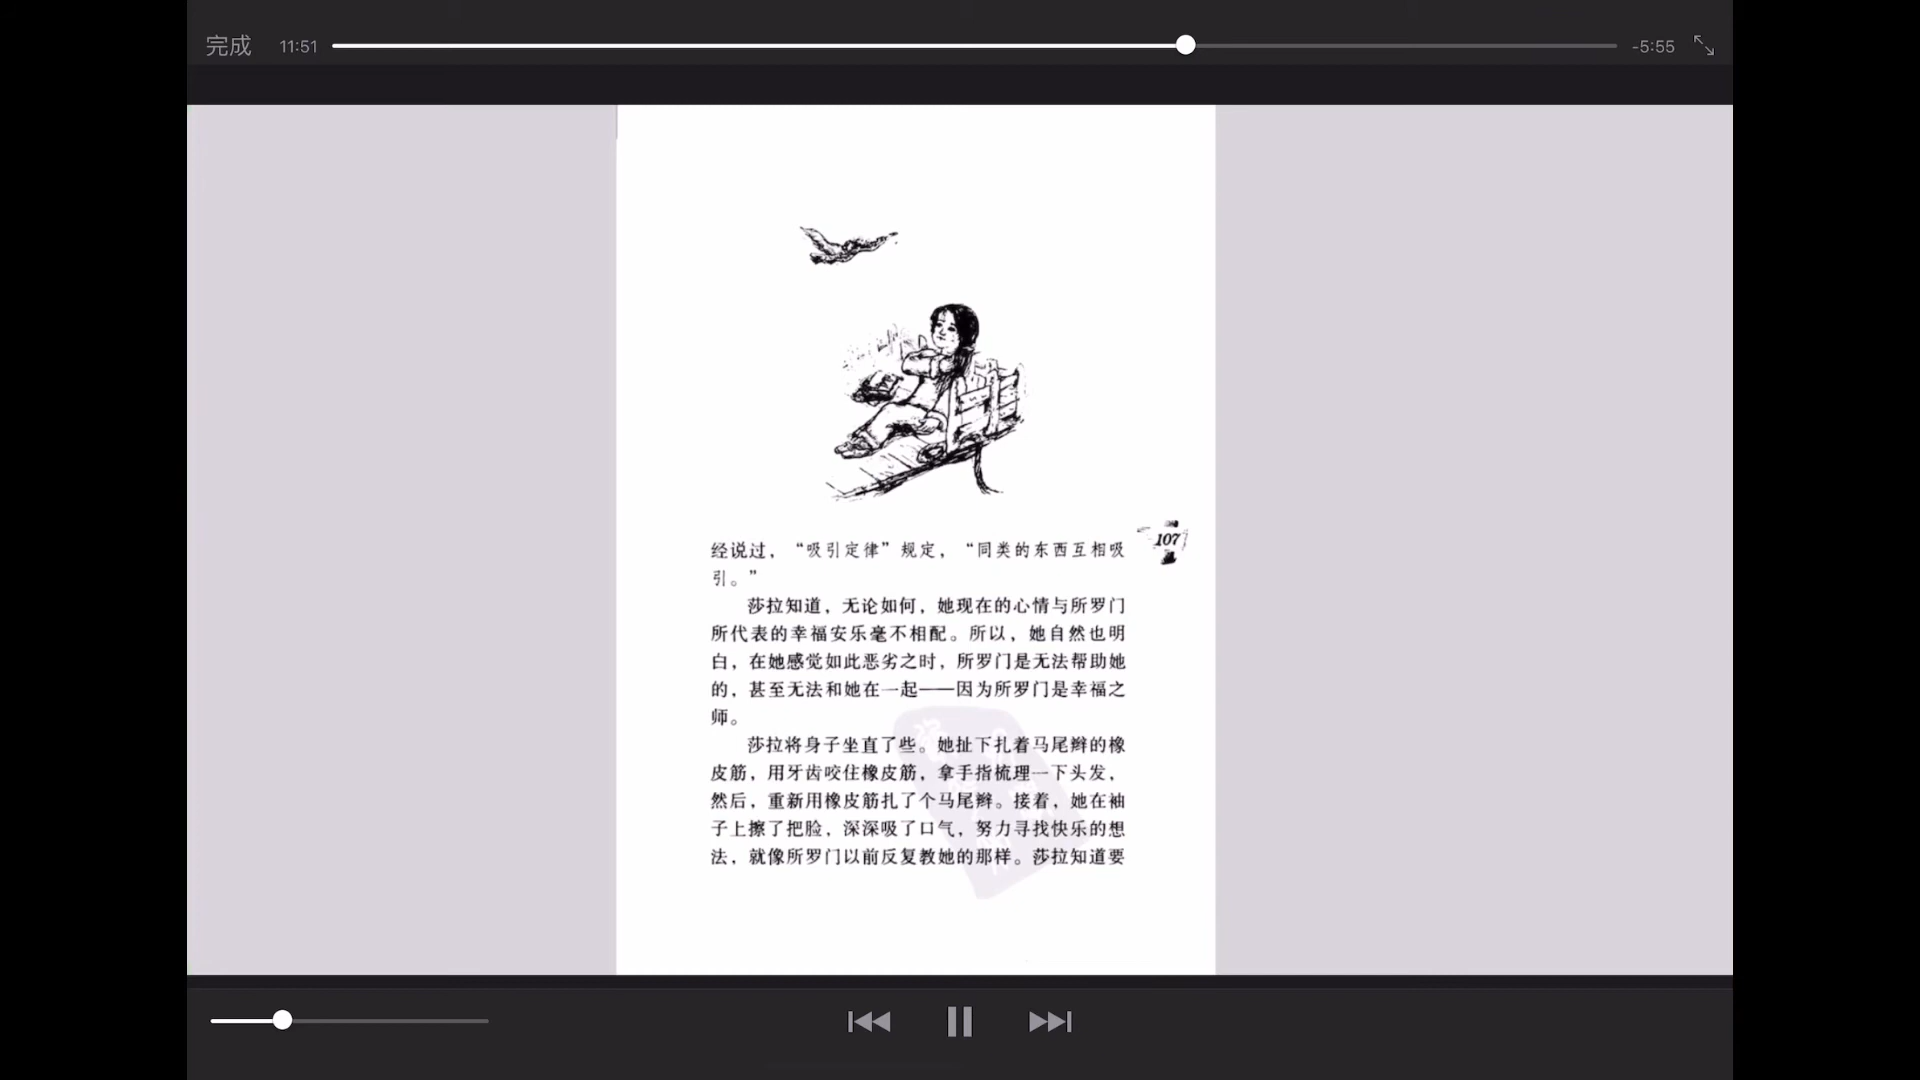 完成 11:51 -5:55
经说过，“吸引定律”规定，“同类的东西互相吸
107
引。”
莎拉知道，无论如何，她现在的心情与所罗门
所代表的幸福安乐毫不相配。所以，她自然也明
白，在她感觉如此恶劣之时，所罗门是无法帮助她
的，甚至无法和她在一起——因为所罗门是幸福之
师。
莎拉将身子坐直了些。她扯下扎着马尾辫的橡
皮筋，用牙齿咬住橡皮筋，拿手指梳理一下头发，
然后，重新用橡皮筋扎了个马尾辫。接着，她在袖
子上擦了把脸，深深吸了口气，努力寻找快乐的想
法，就像所罗门以前反复教她的那样。莎拉知道要